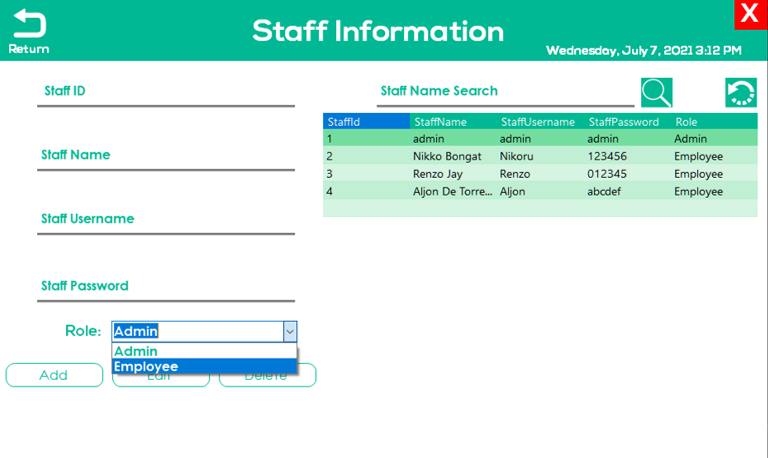 Return
Staff Information
X
Wednesday, July 7, 2021 3:12 PM
Staff ID
Staff Name
Staff Username
Staff Password
Role: Admin
Admin
Employee
Add Edit Delete
Staff Name Search
StaffId StaffName StaffUsername StaffPassword Role
1 admin admin admin Admin
2 Nikko Bongat Nikoru 123456 Employee
3 Renzo Jay Renzo 012345 Employee
4 Aljon De Torre... Aljon abcdef Employee